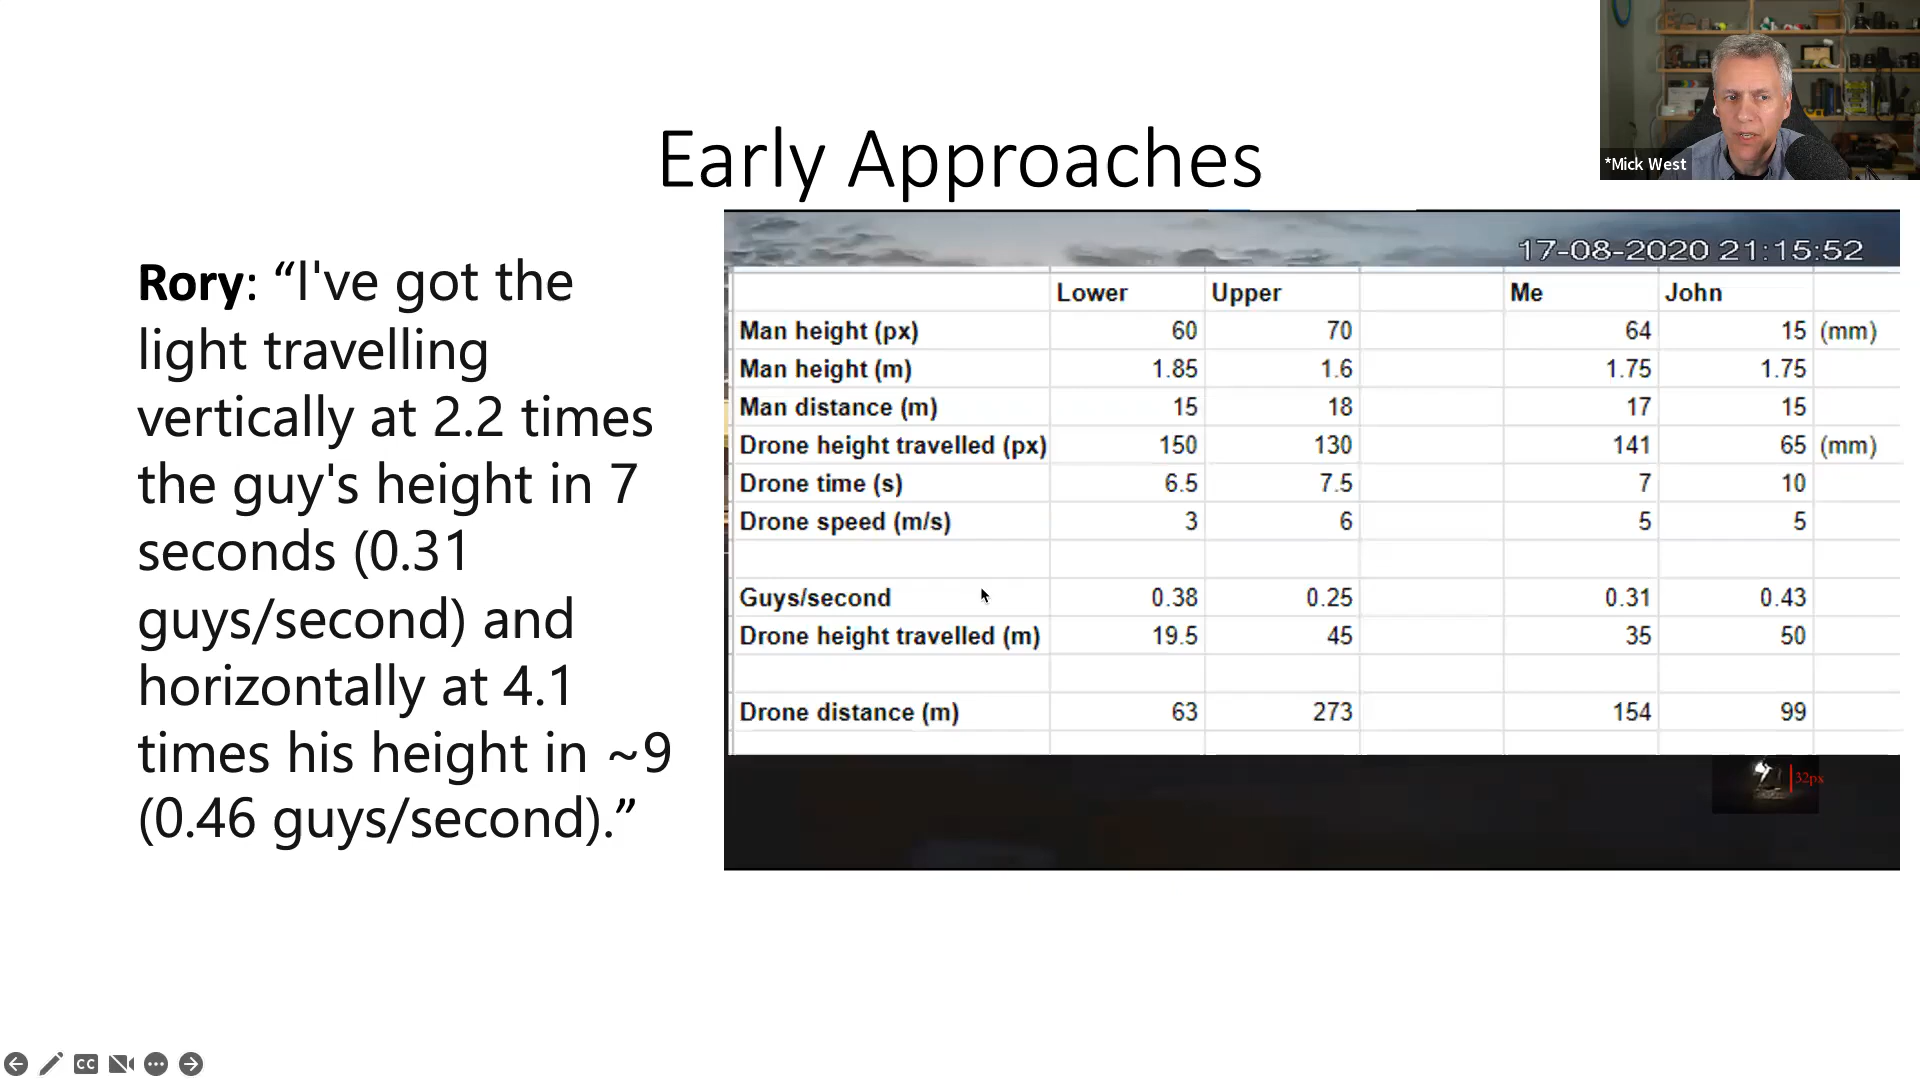 *Mick West
Early Approaches
Rory: “I've got the
light travelling
vertically at 2.2 times
the guy's height in 7
seconds (0.31
guys/second) and
horizontally at 4.1
times his height in ~9
(0.46 guys/second).”
17-08-2020 21:15:52
Lower Upper Me John
Man height (px) 60 70 64 15 (mm)
Man height (m) 1.85 1.6 1.75 1.75
Man distance (m) 15 18 17 15
Drone height travelled (px) 150 130 141 65 (mm)
Drone time (s) 6.5 7.5 7 10
Drone speed (m/s) 3 6 5 5
Guys/second 0.38 0.25 0.31 0.43
Drone height travelled (m) 19.5 45 35 50
Drone distance (m) 63 273 154 99
32px
CC